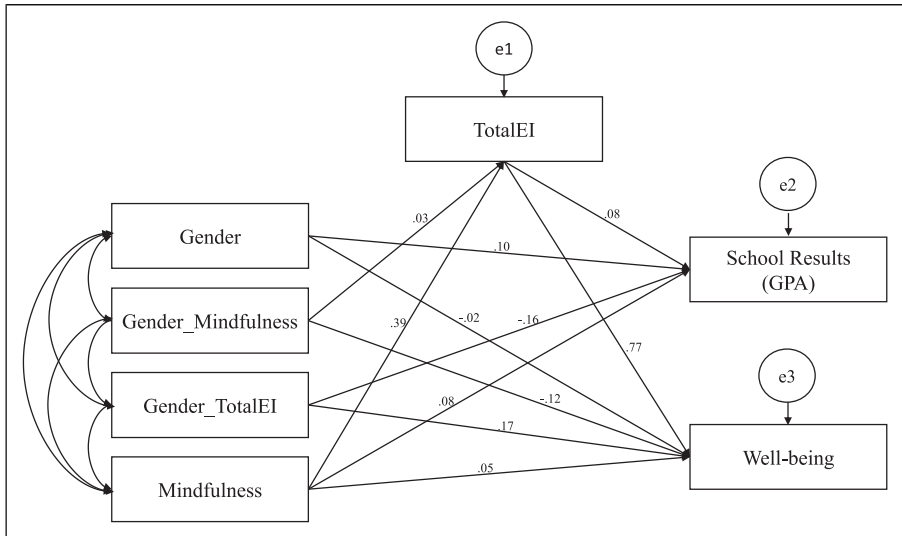 e1
TotalEI
e2
.03
.08
Gender
.10
School Results
(GPA)
Gender_Mindfulness
.39
-.02
-.16
.77
e3
Gender_TotalEI
.08
-.12
.17
Well-being
.05
Mindfulness